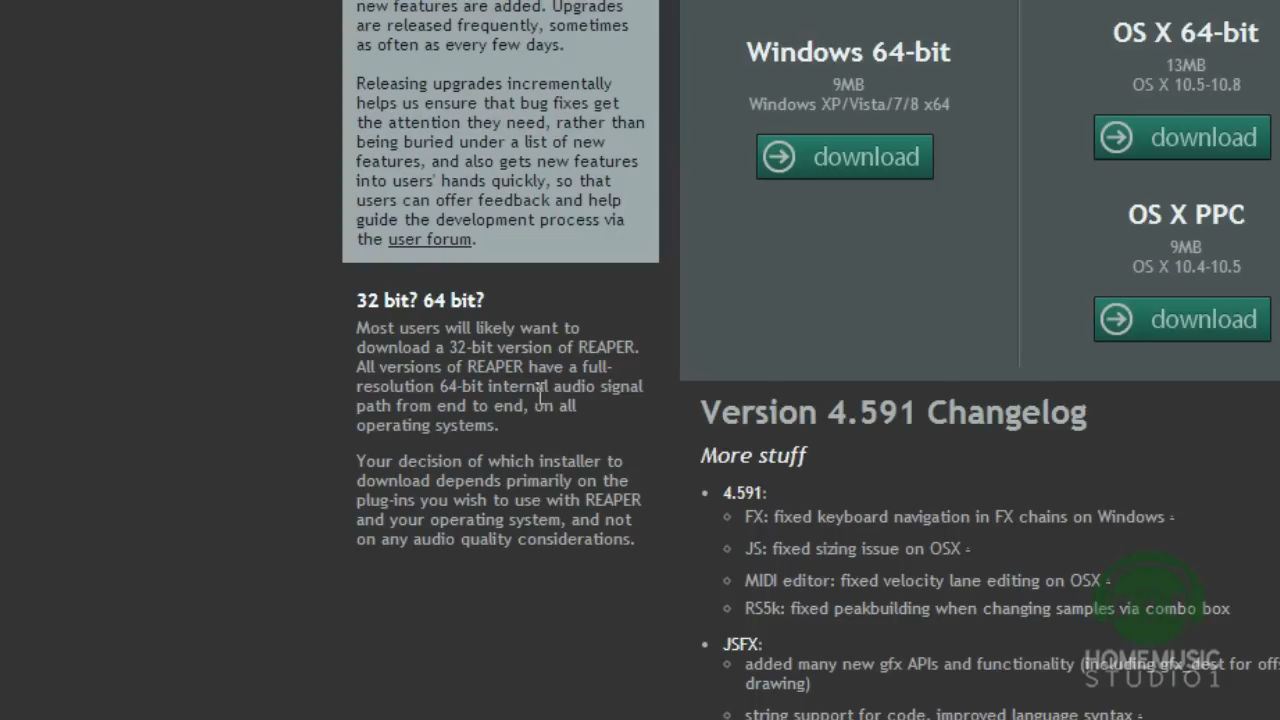 new features are added. Upgrades
are released frequently, sometimes
as often as every few days.
Releasing upgrades incrementally
helps us ensure that bug fixes get
the attention they need, rather than
being buried under a list of new
features, and also gets new features
into users' hands quickly, so that
users can offer feedback and help
guide the development process via
the user forum.
32 bit? 64 bit?
Most users will likely want to
download a 32-bit version of REAPER.
All versions of REAPER have a full-
resolution 64-bit internal audio signal
path from end to end, on all
operating systems.
Your decision of which installer to
download depends primarily on the
plug-ins you wish to use with REAPER
and your operating system, and not
on any audio quality considerations.
Windows 64-bit
9MB
Windows XP/Vista/7/8 x64
download
OS X 64-bit
13MB
OS X 10.5-10.8
download
OS X PPC
9MB
OS X 10.4-10.5
download
Version 4.591 Changelog
More stuff
• 4.591:
FX: fixed keyboard navigation in FX chains on Windows -
JS: fixed sizing issue on OSX -
MIDI editor: fixed velocity lane editing on OSX -
RS5k: fixed peakbuilding when changing samples via combo box
• JSFX:
added many new gfx APIs and functionality (including gfx_dest for offs
drawing)
string support for code, improved language syntax -
HOMEMUSIC
STUDIO1